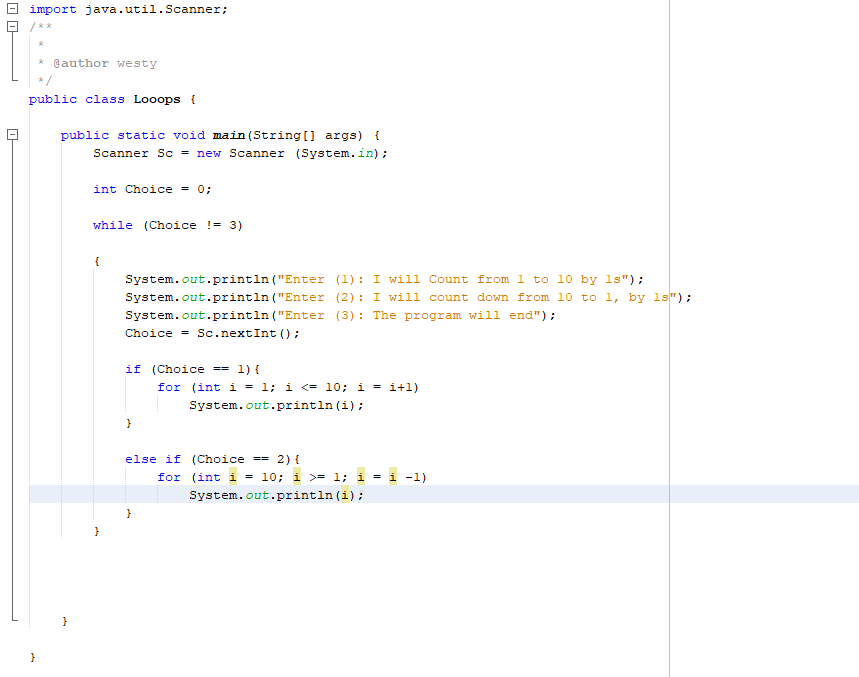 import java.util.Scanner;
/**
 *
 * @author westy
 */
public class Looops {

    public static void main(String[] args) {
        Scanner Sc = new Scanner (System.in);

        int Choice = 0;

        while (Choice != 3)

        {
            System.out.println("Enter (1): I will Count from 1 to 10 by 1s");
            System.out.println("Enter (2): I will count down from 10 to 1, by 1s");
            System.out.println("Enter (3): The program will end");
            Choice = Sc.nextInt();

            if (Choice == 1){
                for (int i = 1; i <= 10; i = i+1)
                    System.out.println(i);
            }

            else if (Choice == 2){
                for (int i = 10; i >= 1; i = i -1)
                    System.out.println(i);
            }
        }




    }

}